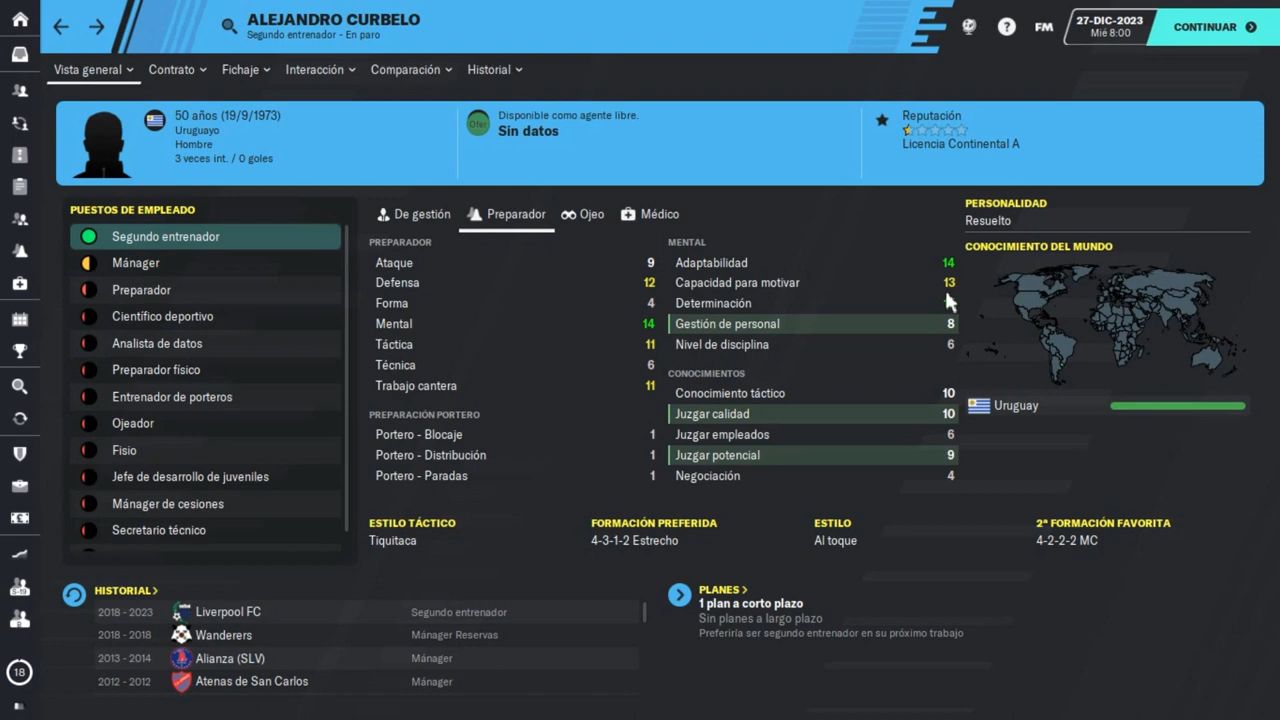 ALEJANDRO CURBELO
Segundo entrenador - En paro
FM
27-DIC-2023
Mié 8:00
CONTINUAR
Vista general
Contrato
Fichaje
Interacción
Comparación
Historial
50 años (19/9/1973)
Uruguayo
Hombre
3 veces int. / 0 goles
Ofer
Disponible como agente libre.
Sin datos
Reputación
Licencia Continental A
PUESTOS DE EMPLEADO
Segundo entrenador
Mánager
Preparador
Científico deportivo
Analista de datos
Preparador físico
Entrenador de porteros
Ojeador
Fisio
Jefe de desarrollo de juveniles
Mánager de cesiones
Secretario técnico
De gestión
Preparador
Ojeo
Médico
PREPARADOR
Ataque 9
Defensa 12
Forma 4
Mental 14
Táctica 11
Técnica 6
Trabajo cantera 11
PREPARACIÓN PORTERO
Portero - Blocaje 1
Portero - Distribución 1
Portero - Paradas 1
MENTAL
Adaptabilidad 14
Capacidad para motivar 13
Determinación
Gestión de personal 8
Nivel de disciplina 6
CONOCIMIENTOS
Conocimiento táctico 10
Juzgar calidad 10
Juzgar empleados 6
Juzgar potencial 9
Negociación 4
PERSONALIDAD
Resuelto
CONOCIMIENTO DEL MUNDO
Uruguay
ESTILO TÁCTICO
Tiquitaca
FORMACIÓN PREFERIDA
4-3-1-2 Estrecho
ESTILO
Al toque
2ª FORMACIÓN FAVORITA
4-2-2-2 MC
HISTORIAL
2018 - 2023 Liverpool FC Segundo entrenador
2018 - 2018 Wanderers Mánager Reservas
2013 - 2014 Alianza (SLV) Mánager
2012 - 2012 Atenas de San Carlos Mánager
PLANES
1 plan a corto plazo
Sin planes a largo plazo
Preferiría ser segundo entrenador en su próximo trabajo
18